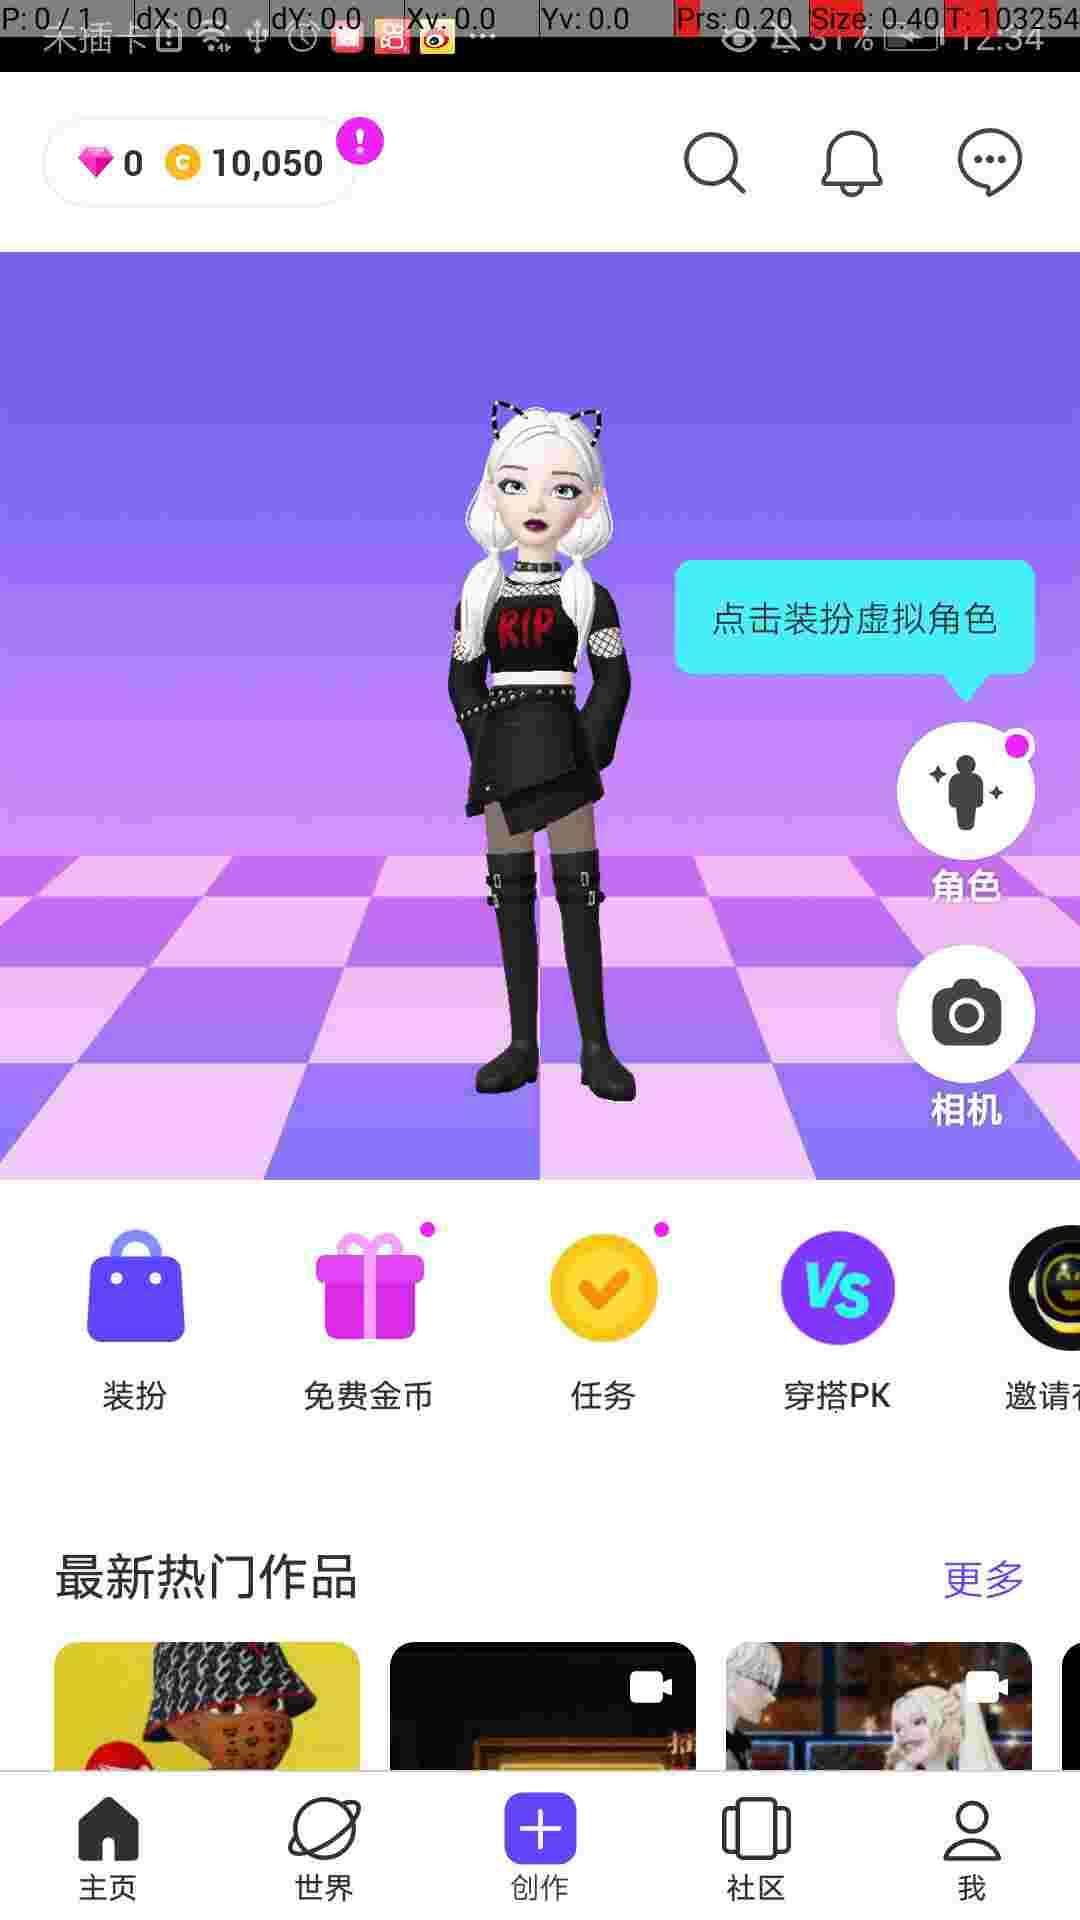 P: 0 / 1 dX: 0.0 dY: 0.0 Xv: 0.0 Yv: 0.0 Prs: 0.20 Size: 0.40 T: 103254
未插卡 31% 12:34
0 10,050
RIP
点击装扮虚拟角色
角色
相机
VS
装扮 免费金币 任务 穿搭PK 邀请
最新热门作品 更多
主页 世界 创作 社区 我